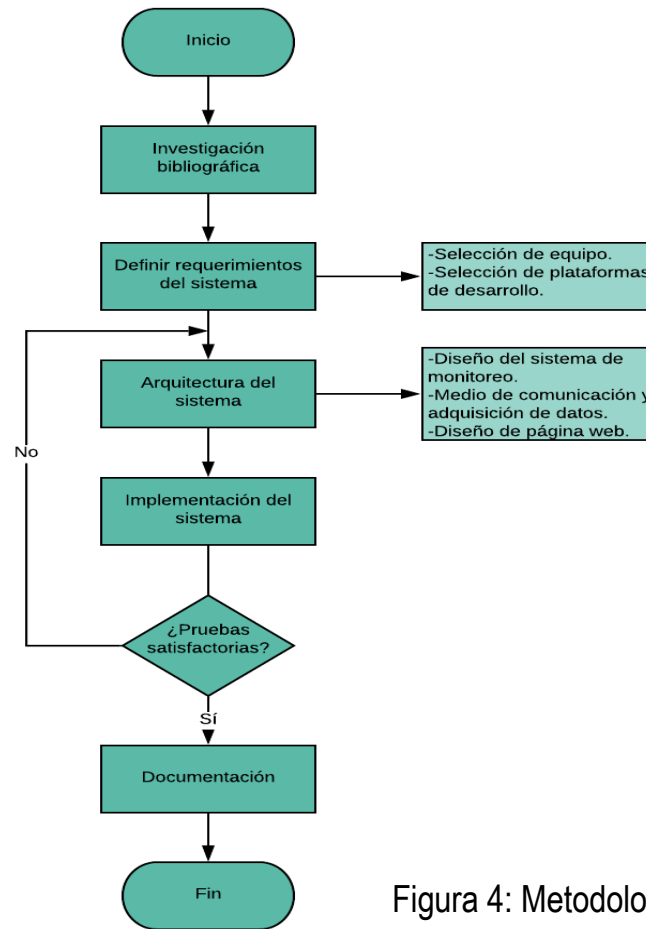 Inicio
Investigación
bibliográfica
Definir requerimientos
del sistema
-Selección de equipo.
-Selección de plataformas
de desarrollo.
Arquitectura del
sistema
-Diseño del sistema de
monitoreo.
-Medio de comunicación y
adquisición de datos.
-Diseño de página web.
No
Implementación del
sistema
¿Pruebas
satisfactorias?
Sí
Documentación
Fin
Figura 4: Metodolo